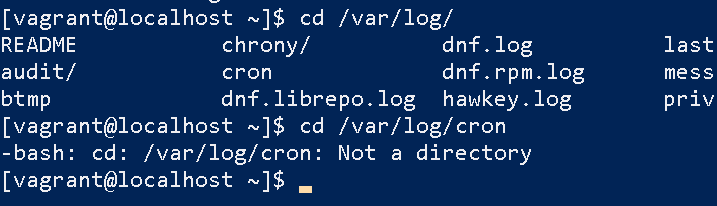 [vagrant@localhost ~]$ cd /var/log/
README chrony/ dnf.log last
audit/ cron dnf.rpm.log mess
btmp dnf.librepo.log hawkey.log priv
[vagrant@localhost ~]$ cd /var/log/cron
-bash: cd: /var/log/cron: Not a directory
[vagrant@localhost ~]$